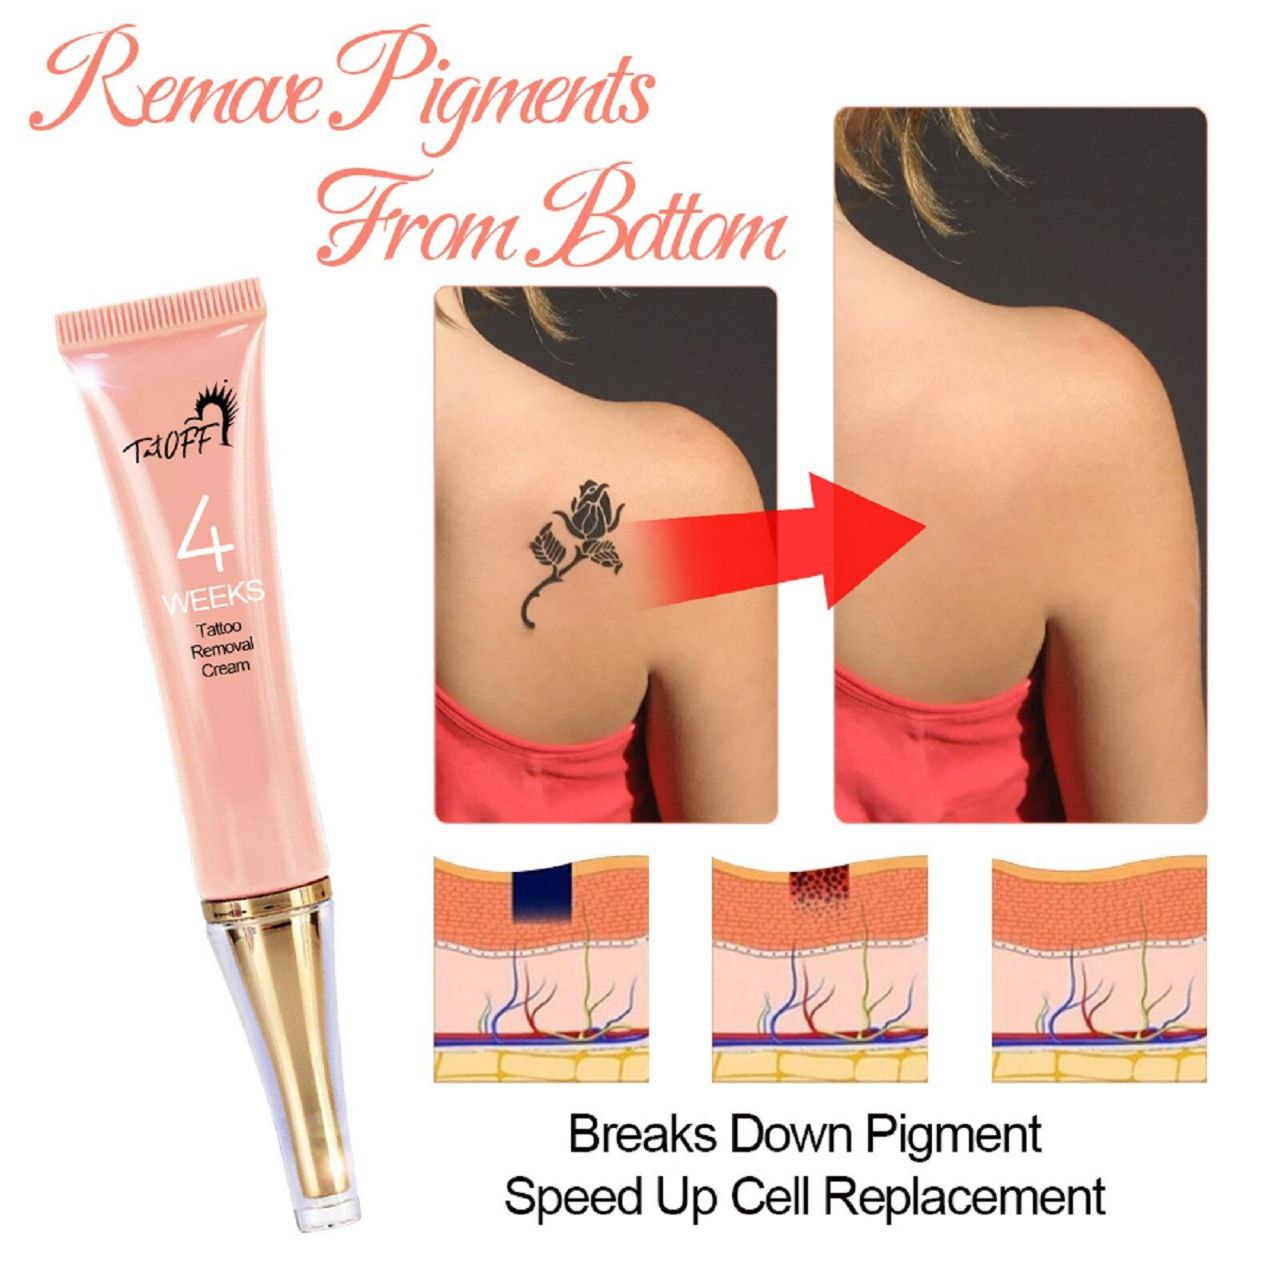 Remove Pigments
From Bottom
TatOFF
4
WEEKS
Tattoo
Removal
Cream
Breaks Down Pigment
Speed Up Cell Replacement